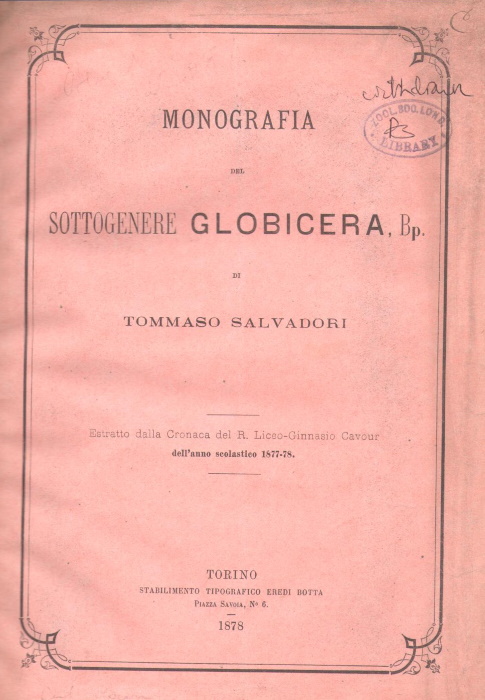 withdrawn
ZOOL. SOC. LOND.
LIBRARY
MONOGRAFIA
DEL
SOTTOGENERE GLOBICERA, Bp.
DI
TOMMASO SALVADORI
Estratto dalla Cronaca del R. Liceo-Ginnasio Cavour
dell'anno scolastico 1877-78.
TORINO
STABILIMENTO TIPOGRAFICO EREDI BOTTA
PIAZZA SAVOIA, N° 6.
1878